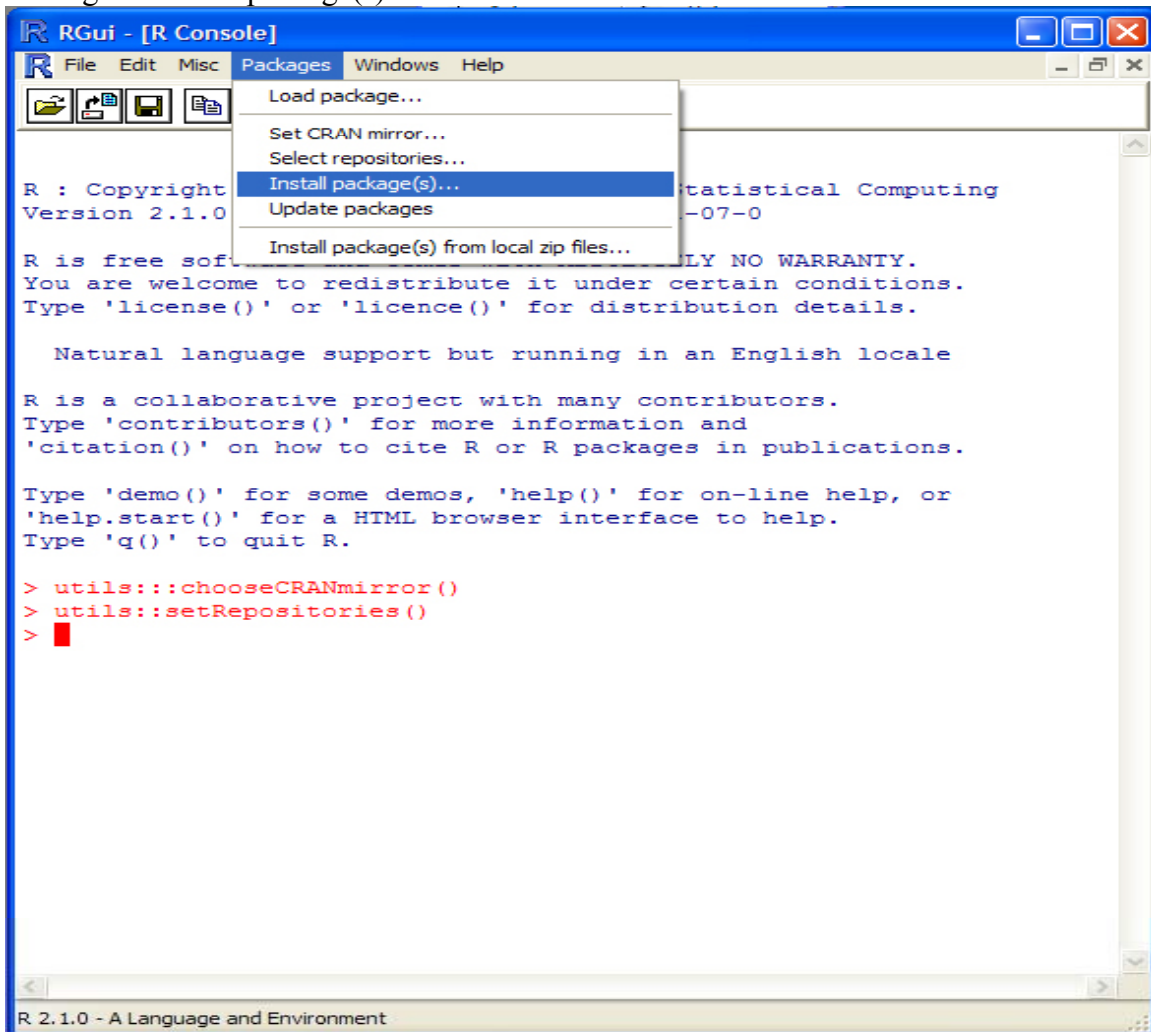 RGui - [R Console]
File Edit Misc Packages Windows Help
Load package...
Set CRAN mirror...
Select repositories...
Install package(s)...
Update packages
Install package(s) from local zip files...
R : Copyright tatistical Computing
Version 2.1.0 -07-0
R is free sof LY NO WARRANTY.
You are welcome to redistribute it under certain conditions.
Type 'license()' or 'licence()' for distribution details.
Natural language support but running in an English locale
R is a collaborative project with many contributors.
Type 'contributors()' for more information and
'citation()' on how to cite R or R packages in publications.
Type 'demo()' for some demos, 'help()' for on-line help, or
'help.start()' for a HTML browser interface to help.
Type 'q()' to quit R.
> utils:::chooseCRANmirror()
> utils::setRepositories()
>
R 2.1.0 - A Language and Environment